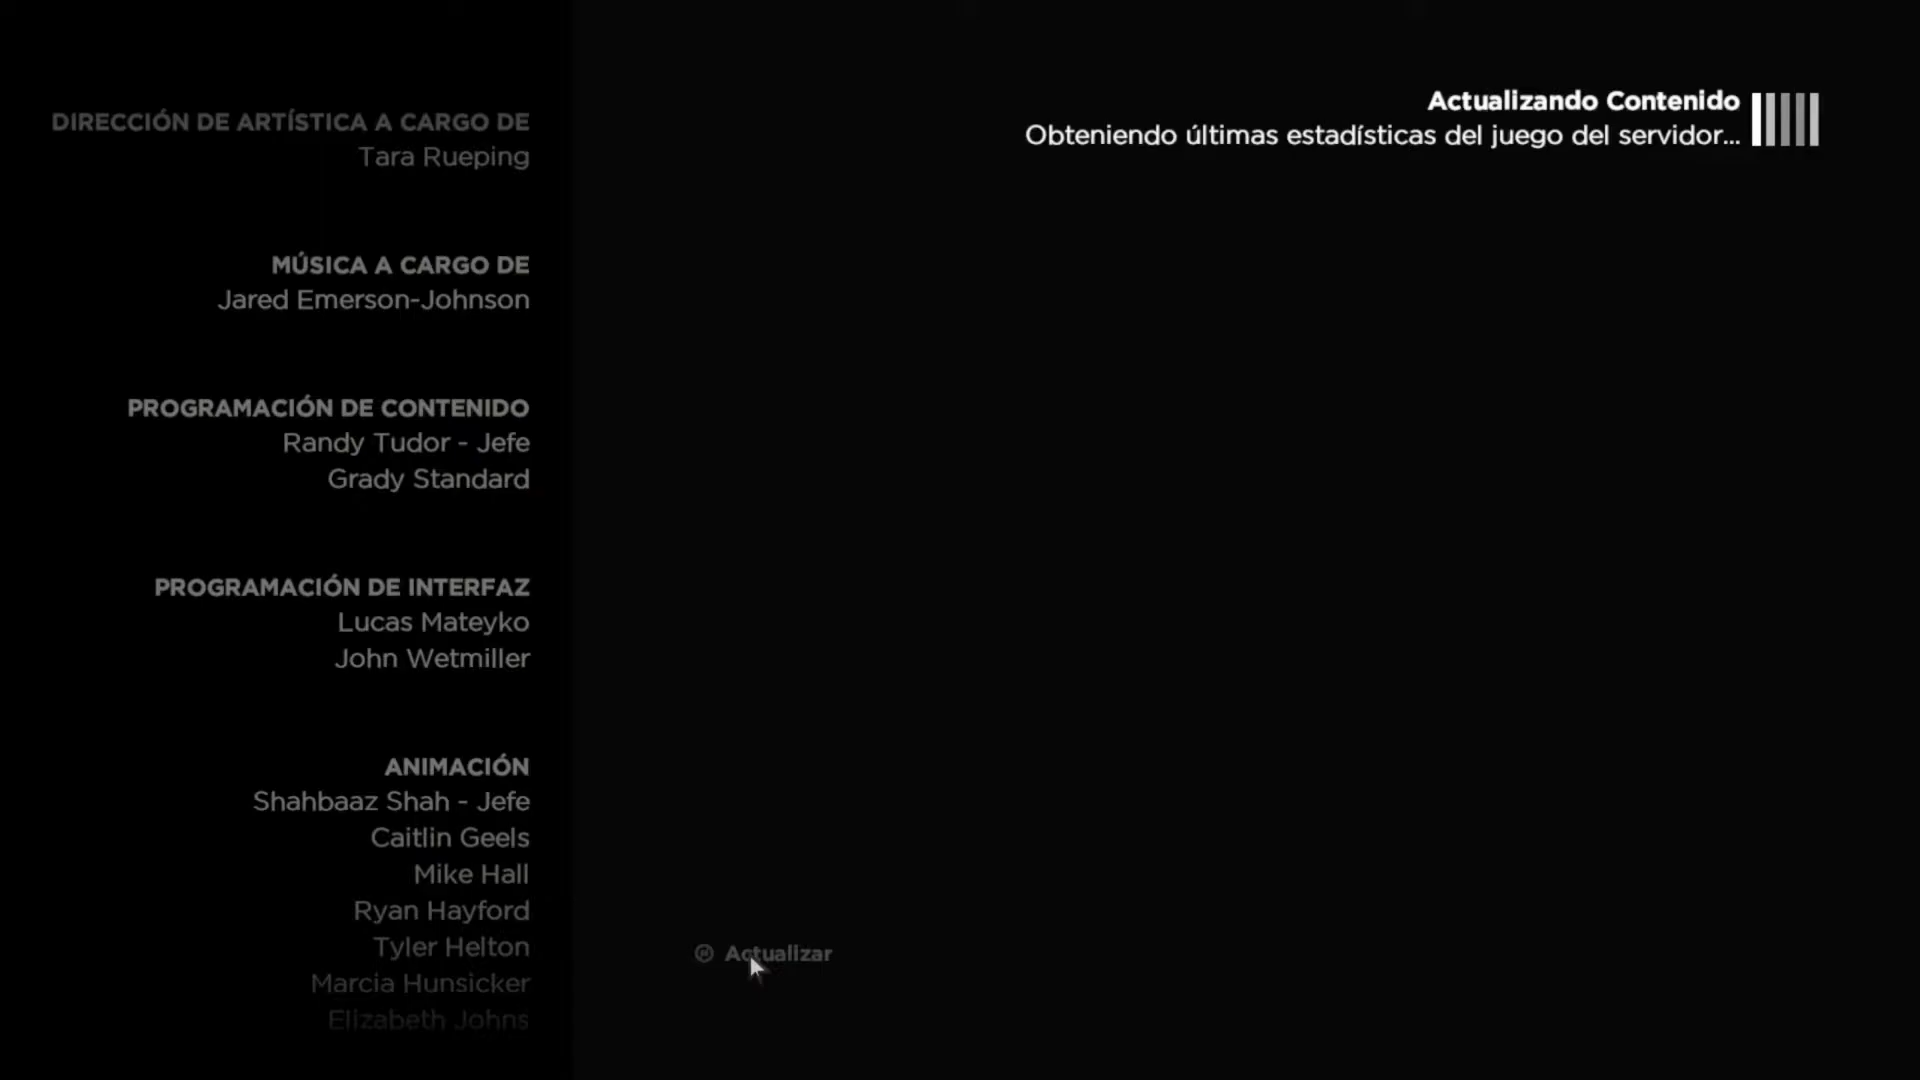 DIRECCIÓN DE ARTÍSTICA A CARGO DE
Tara Rueping
MÚSICA A CARGO DE
Jared Emerson-Johnson
PROGRAMACIÓN DE CONTENIDO
Randy Tudor - Jefe
Grady Standard
PROGRAMACIÓN DE INTERFAZ
Lucas Mateyko
John Wetmiller
ANIMACIÓN
Shahbaaz Shah - Jefe
Caitlin Geels
Mike Hall
Ryan Hayford
Tyler Helton
Marcia Hunsicker
Elizabeth Johns
Actualizando Contenido
Obteniendo últimas estadísticas del juego del servidor...
Actualizar